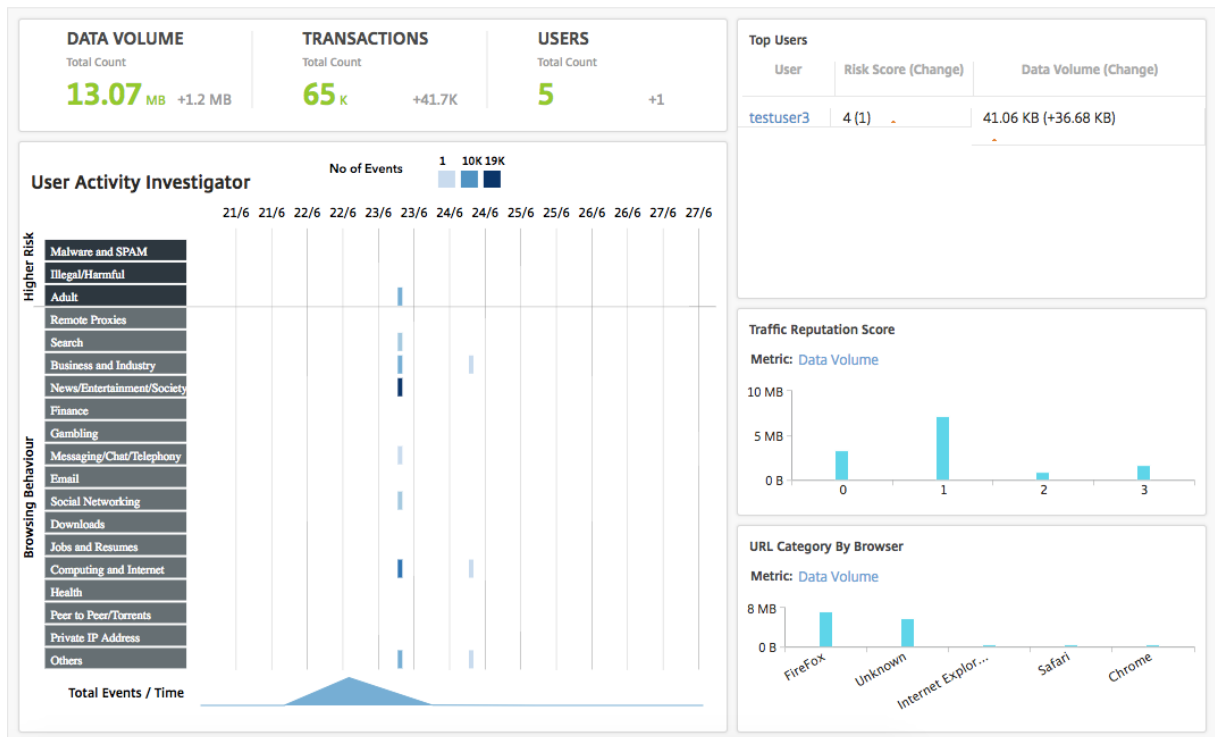 DATA VOLUME
Total Count
13.07 MB +1.2 MB
TRANSACTIONS
Total Count
65 K +41.7K
USERS
Total Count
5 +1
User Activity Investigator
No of Events
1 10K 19K
21/6 21/6 22/6 22/6 23/6 23/6 24/6 24/6 25/6 25/6 26/6 26/6 27/6 27/6
Higher Risk
Malware and SPAM
Illegal/Harmful
Adult
Browsing Behaviour
Remote Proxies
Search
Business and Industry
News/Entertainment/Society
Finance
Gambling
Messaging/Chat/Telephony
Email
Social Networking
Downloads
Jobs and Resumes
Computing and Internet
Health
Peer to Peer/Torrents
Private IP Address
Others
Total Events / Time
Top Users
User Risk Score (Change) Data Volume (Change)
testuser3 4 (1) 41.06 KB (+36.68 KB)
Traffic Reputation Score
Metric: Data Volume
10 MB
5 MB
0 B
0 1 2 3
URL Category By Browser
Metric: Data Volume
8 MB
0 B
FireFox Unknown Internet Explor... Safari Chrome